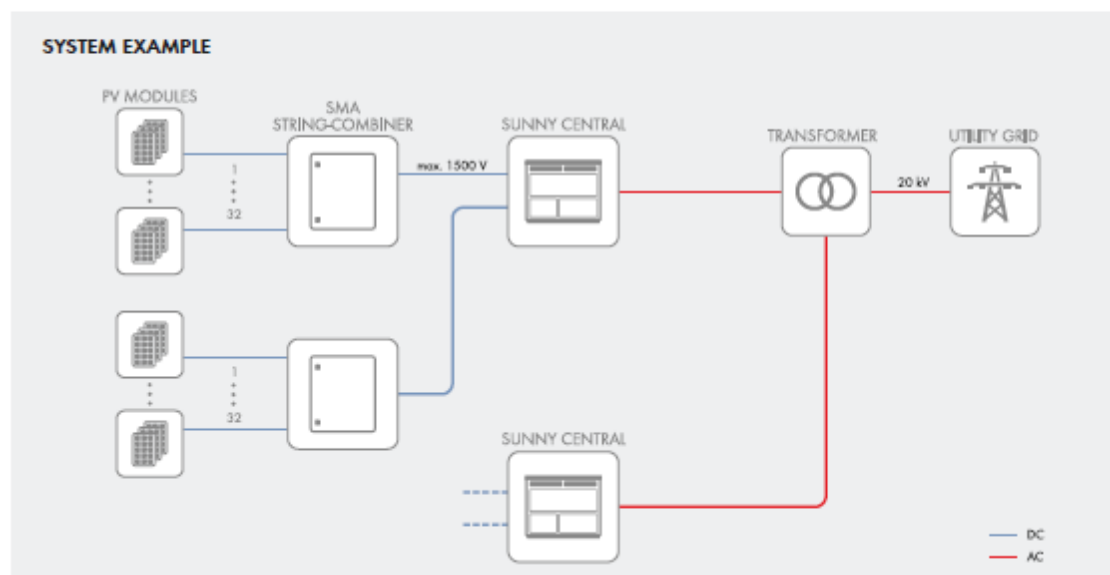 SYSTEM EXAMPLE
PV MODULES
SMA
STRING-COMBINER
SUNNY CENTRAL
TRANSFORMER
UTILITY GRID
max. 1500 V
20 kV
1
32
1
32
SUNNY CENTRAL
DC
AC